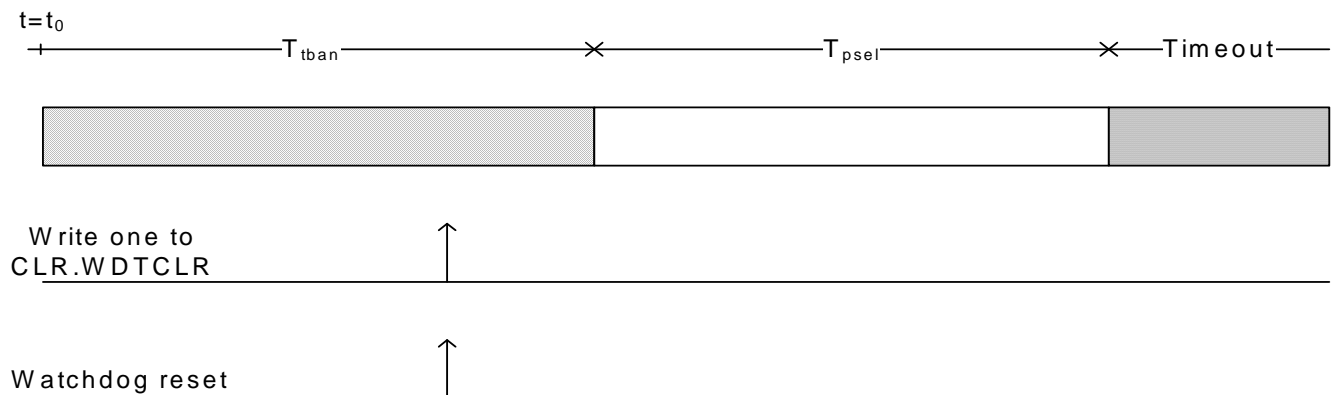 t=t₀
Tₜbₐₙ
Tₚₛₑₗ
Timeout
Write one to
CLR.WDTCLR
Watchdog reset